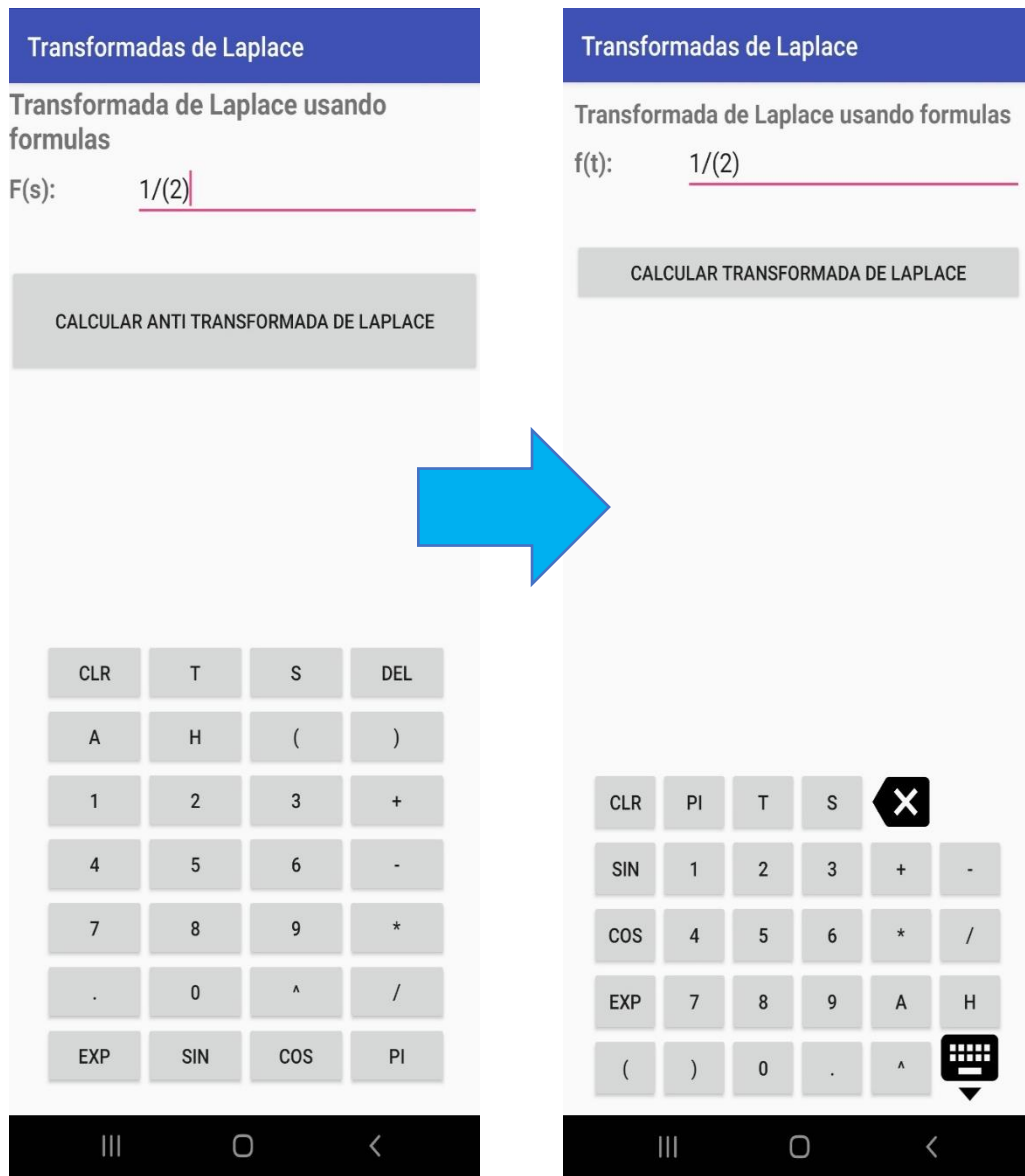 Transformadas de Laplace
Transformada de Laplace usando
formulas
F(s): 1/(2)
CALCULAR ANTI TRANSFORMADA DE LAPLACE
CLR T S DEL
A H ( )
1 2 3 +
4 5 6 -
7 8 9 *
. 0 ^ /
EXP SIN COS PI
Transformadas de Laplace
Transformada de Laplace usando formulas
f(t): 1/(2)
CALCULAR TRANSFORMADA DE LAPLACE
CLR PI T S
SIN 1 2 3 + -
COS 4 5 6 * /
EXP 7 8 9 A H
( ) 0 . ^